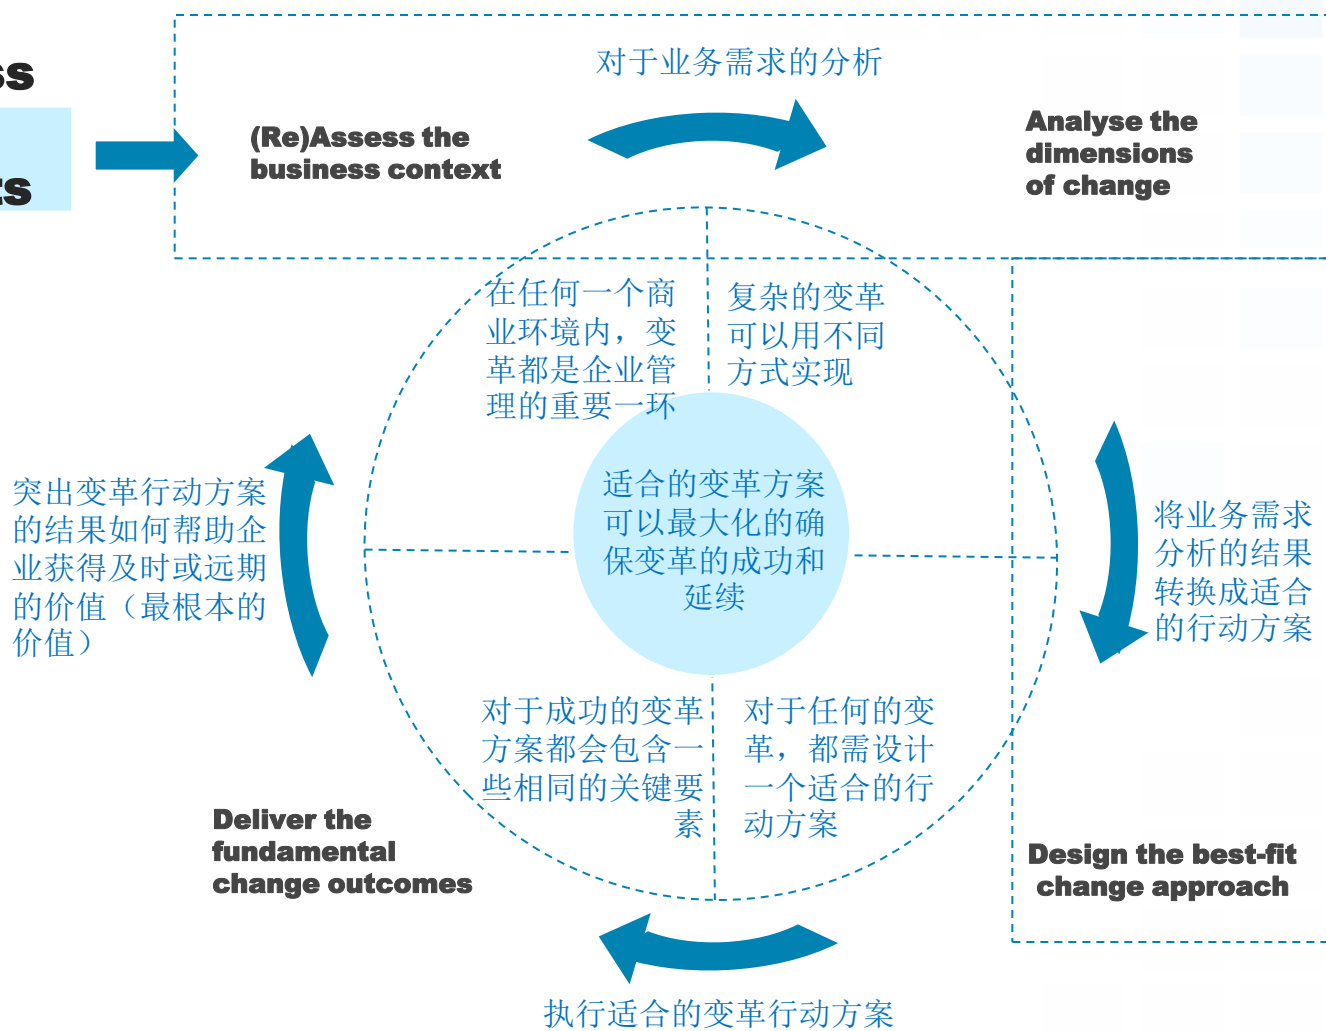 对于业务需求的分析
(Re)Assess the
business context
Analyse the
dimensions
of change
在任何一个商
业环境内，变
革都是企业管
理的重要一环
复杂的变革
可以用不同
方式实现
适合的变革方案
可以最大化的确
保变革的成功和
延续
突出变革行动方案
的结果如何帮助企
业获得及时或远期
的价值（最根本的
价值）
将业务需求
分析的结果
转换成适合
的行动方案
对于成功的变革
方案都会包含一
些相同的关键要
素
对于任何的变
革，都需设计
一个适合的行
动方案
Deliver the
fundamental
change outcomes
Design the best-fit
change approach
执行适合的变革行动方案